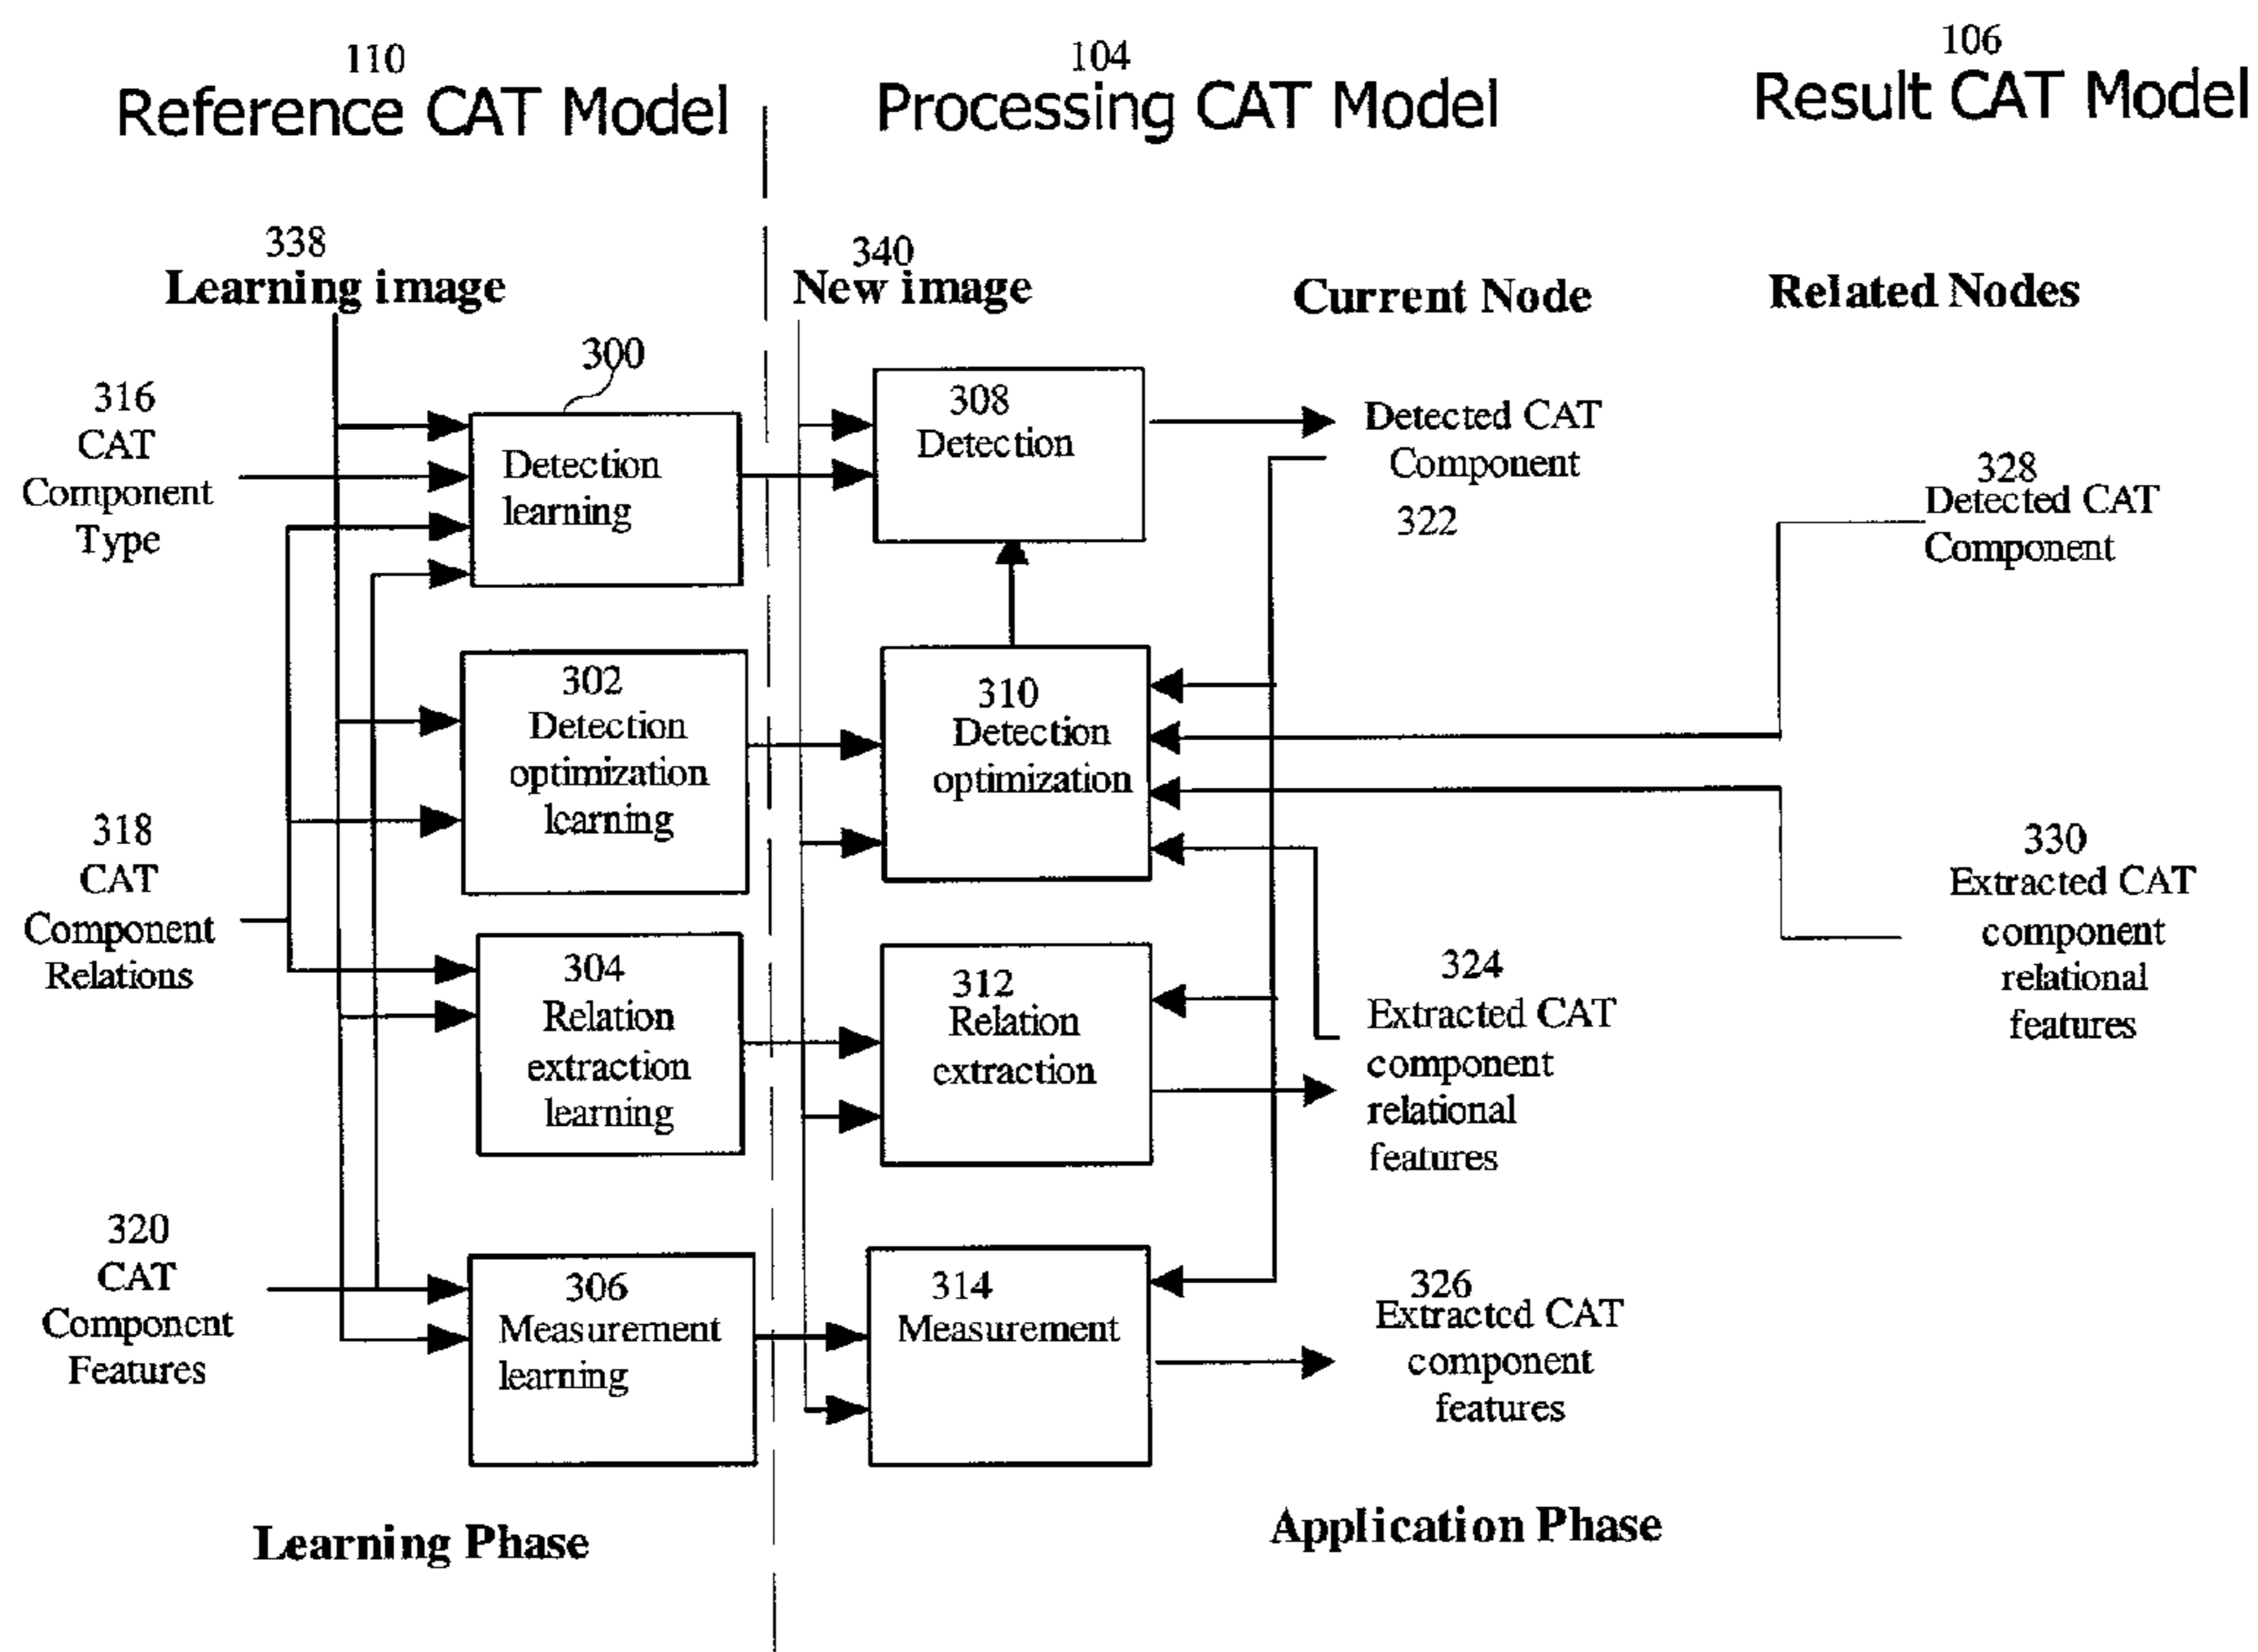 110
Reference CAT Model
104
Processing CAT Model
106
Result CAT Model
338
Learning image
340
New image
Current Node
Related Nodes
316
CAT
Component
Type
300
Detection
learning
308
Detection
Detected CAT
Component
322
328
Detected CAT
Component
302
Detection
optimization
learning
310
Detection
optimization
318
CAT
Component
Relations
304
Relation
extraction
learning
312
Relation
extraction
324
Extracted CAT
component
relational
features
330
Extracted CAT
component
relational
features
320
CAT
Component
Features
306
Measurement
learning
314
Measurement
326
Extracted CAT
component
features
Learning Phase
Application Phase